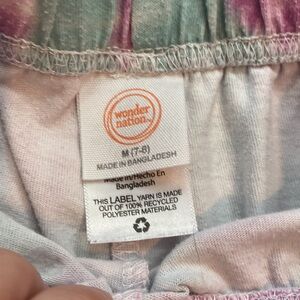 wonder
nation
M (7-8)
MADE IN BANGLADESH
Made in/Hecho En
Bangladesh
THIS LABEL YARN IS MADE
OUT OF 100% RECYCLED
POLYESTER MATERIALS